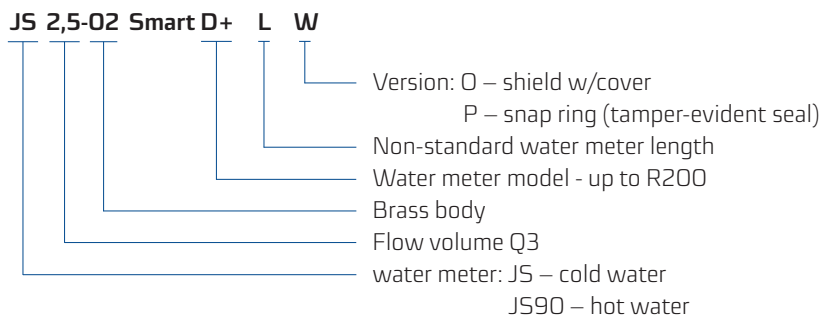 JS 2,5-02 Smart D+ L W
Version: O – shield w/cover
P – snap ring (tamper-evident seal)
Non-standard water meter length
Water meter model - up to R200
Brass body
Flow volume Q3
water meter: JS – cold water
JS90 – hot water